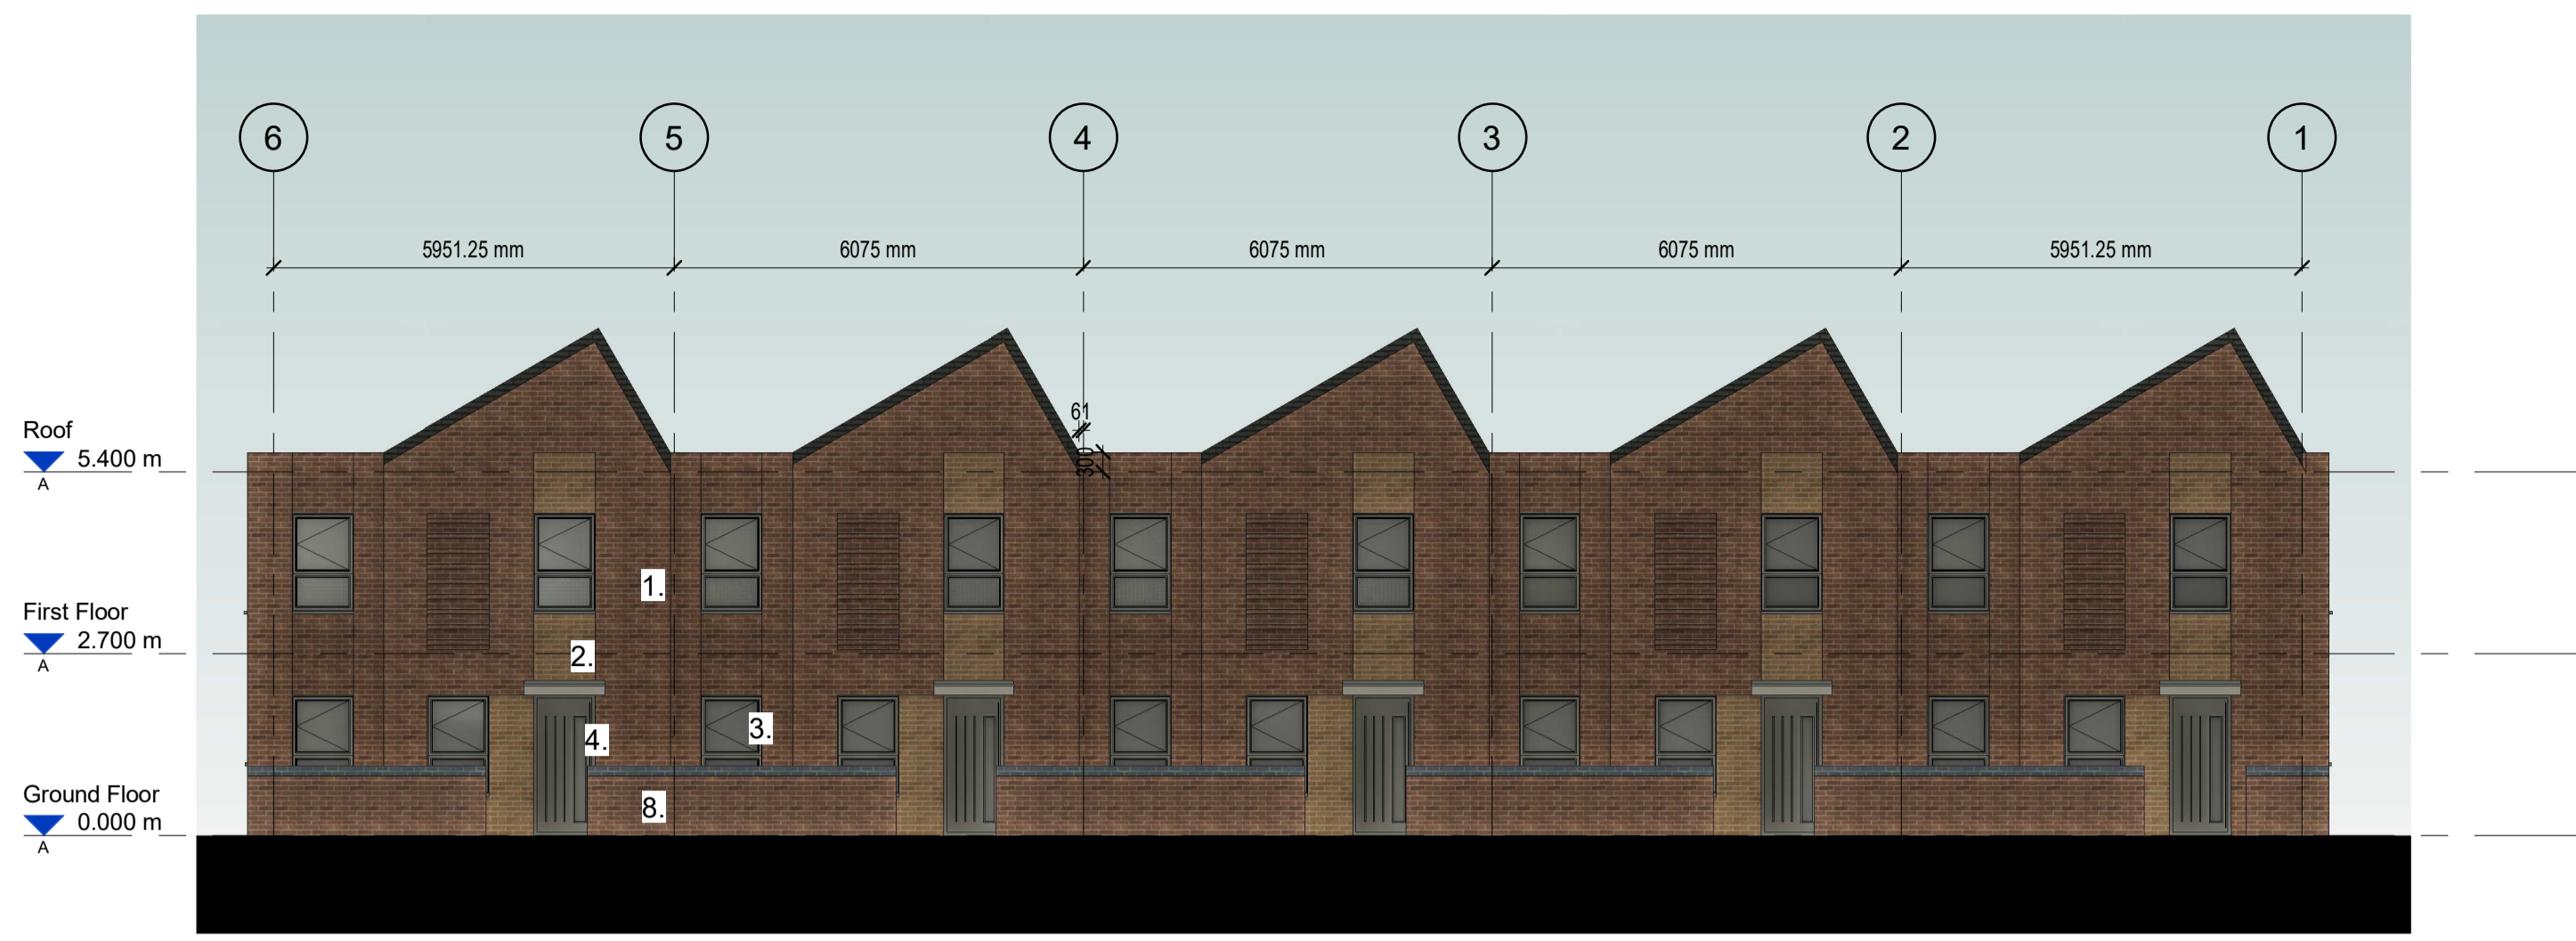 6 5 4 3 2 1
5951.25 mm 6075 mm 6075 mm 6075 mm 5951.25 mm
61
300
Roof
5.400 m
A
1.
First Floor
2.700 m
A
2.
3.
4.
Ground Floor
0.000 m
A
8.